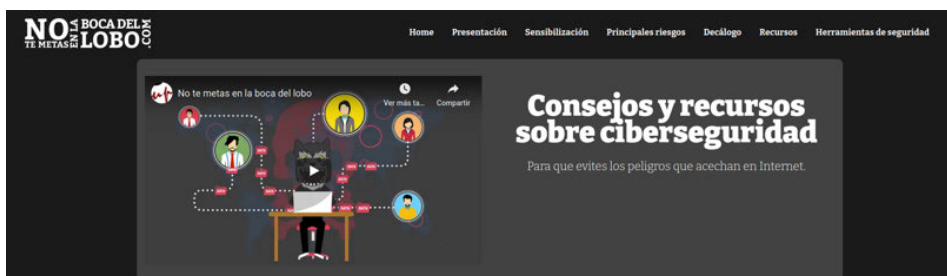 NO TE METAS EN LA BOCA DEL LOBO .COM
Home Presentación Sensibilización Principales riesgos Decálogo Recursos Herramientas de seguridad
No te metas en la boca del lobo
Ver más ta... Compartir
Consejos y recursos
sobre ciberseguridad
Para que evites los peligros que acechan en Internet.